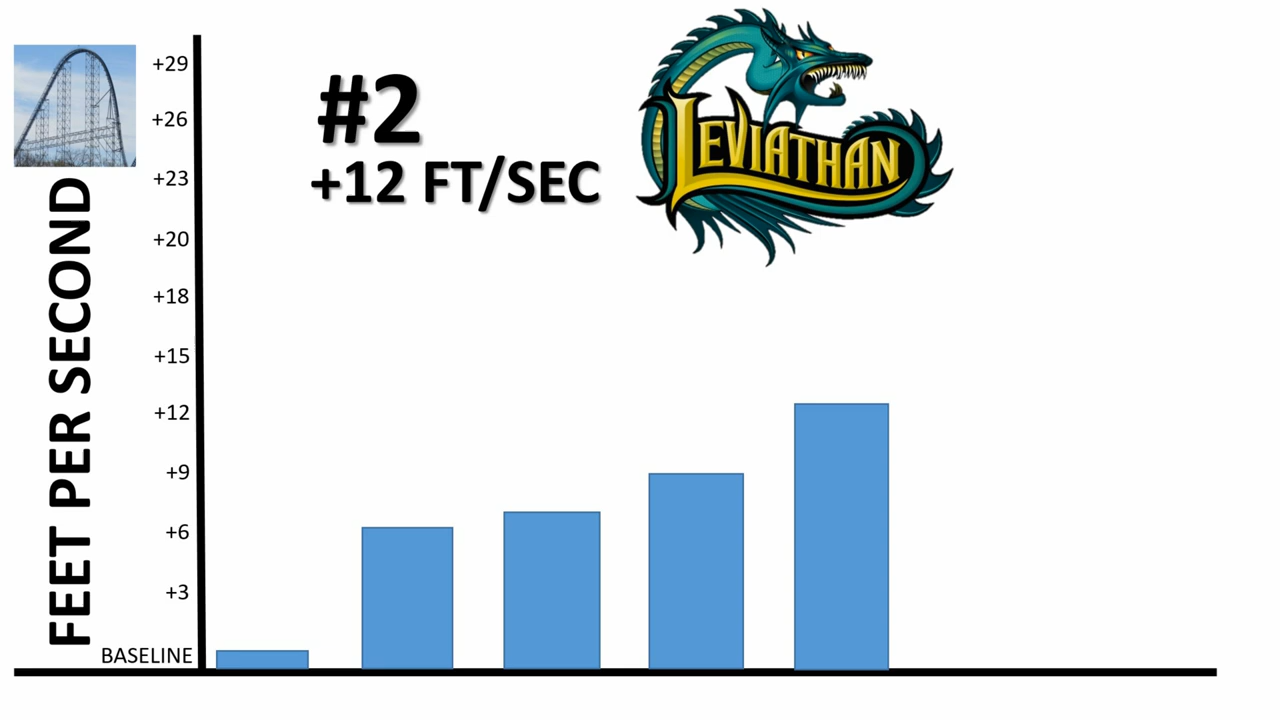 #2
+12 FT/SEC
LEVIATHAN
FEET PER SECOND
+29
+26
+23
+20
+18
+15
+12
+9
+6
+3
BASELINE